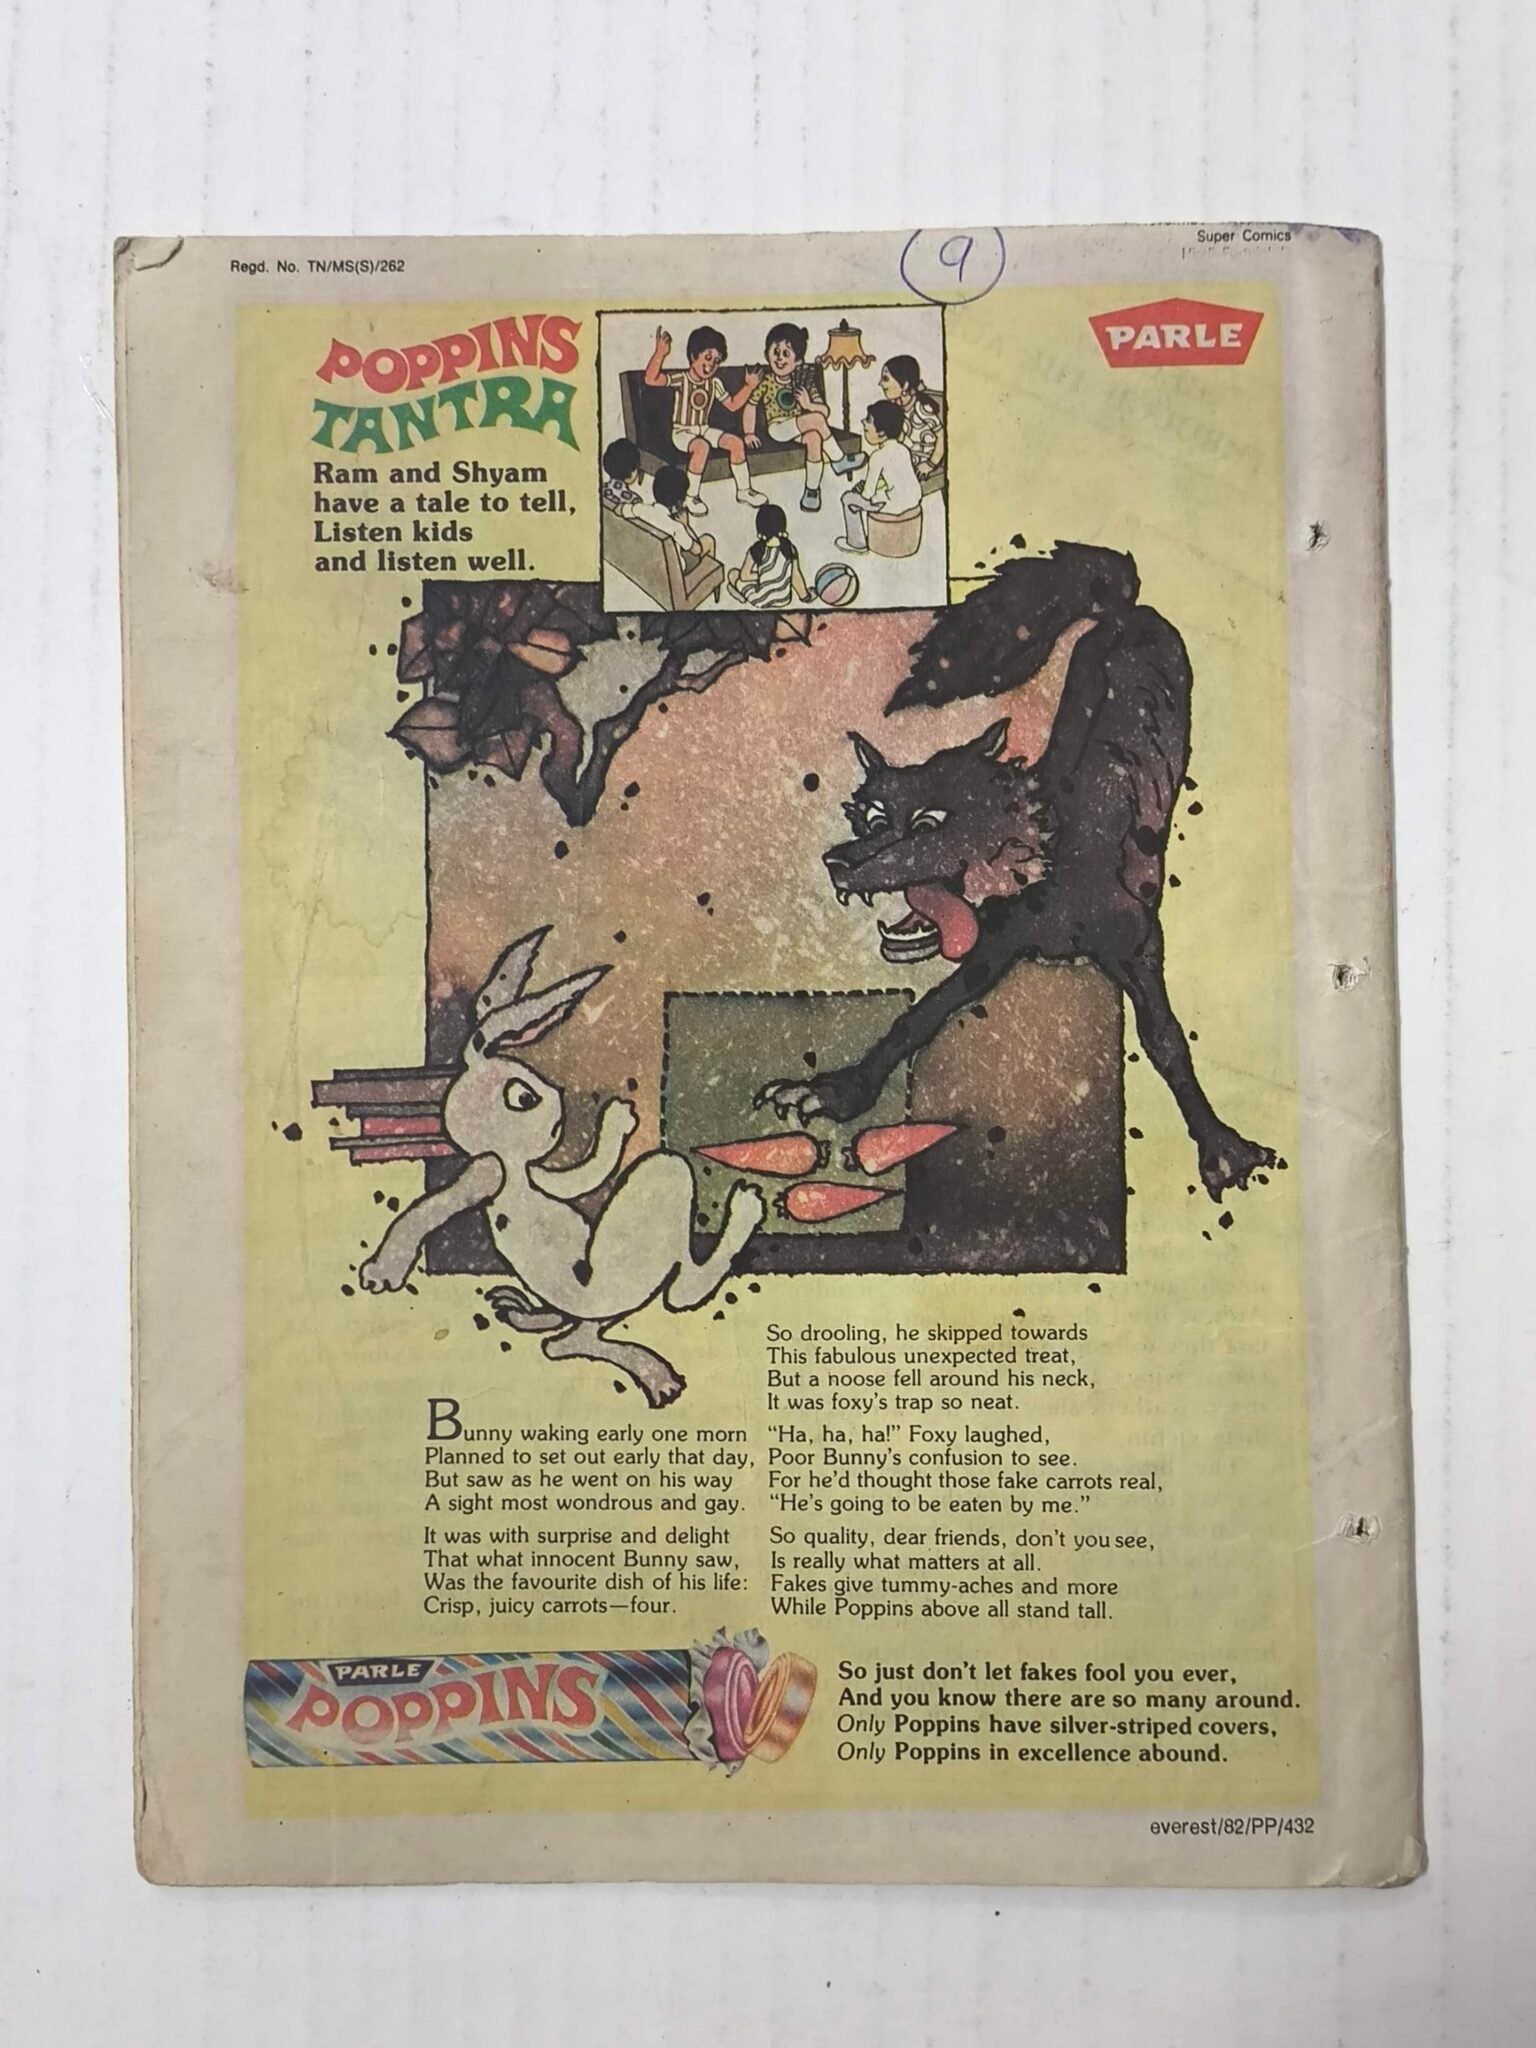 Super Comics
Regd. No. TN/MS(S)/262
9
POPPINS
TANTRA
PARLE
Ram and Shyam
have a tale to tell,
Listen kids
and listen well.
Bunny waking early one morn
Planned to set out early that day,
But saw as he went on his way
A sight most wondrous and gay.
It was with surprise and delight
That what innocent Bunny saw,
Was the favourite dish of his life:
Crisp, juicy carrots—four.
So drooling, he skipped towards
This fabulous unexpected treat,
But a noose fell around his neck,
It was foxy's trap so neat.
"Ha, ha, ha!" Foxy laughed,
Poor Bunny's confusion to see.
For he'd thought those fake carrots real,
"He's going to be eaten by me."
So quality, dear friends, don't you see,
Is really what matters at all.
Fakes give tummy-aches and more
While Poppins above all stand tall.
PARLE
POPPINS
So just don't let fakes fool you ever,
And you know there are so many around.
Only Poppins have silver-striped covers,
Only Poppins in excellence abound.
everest/82/PP/432